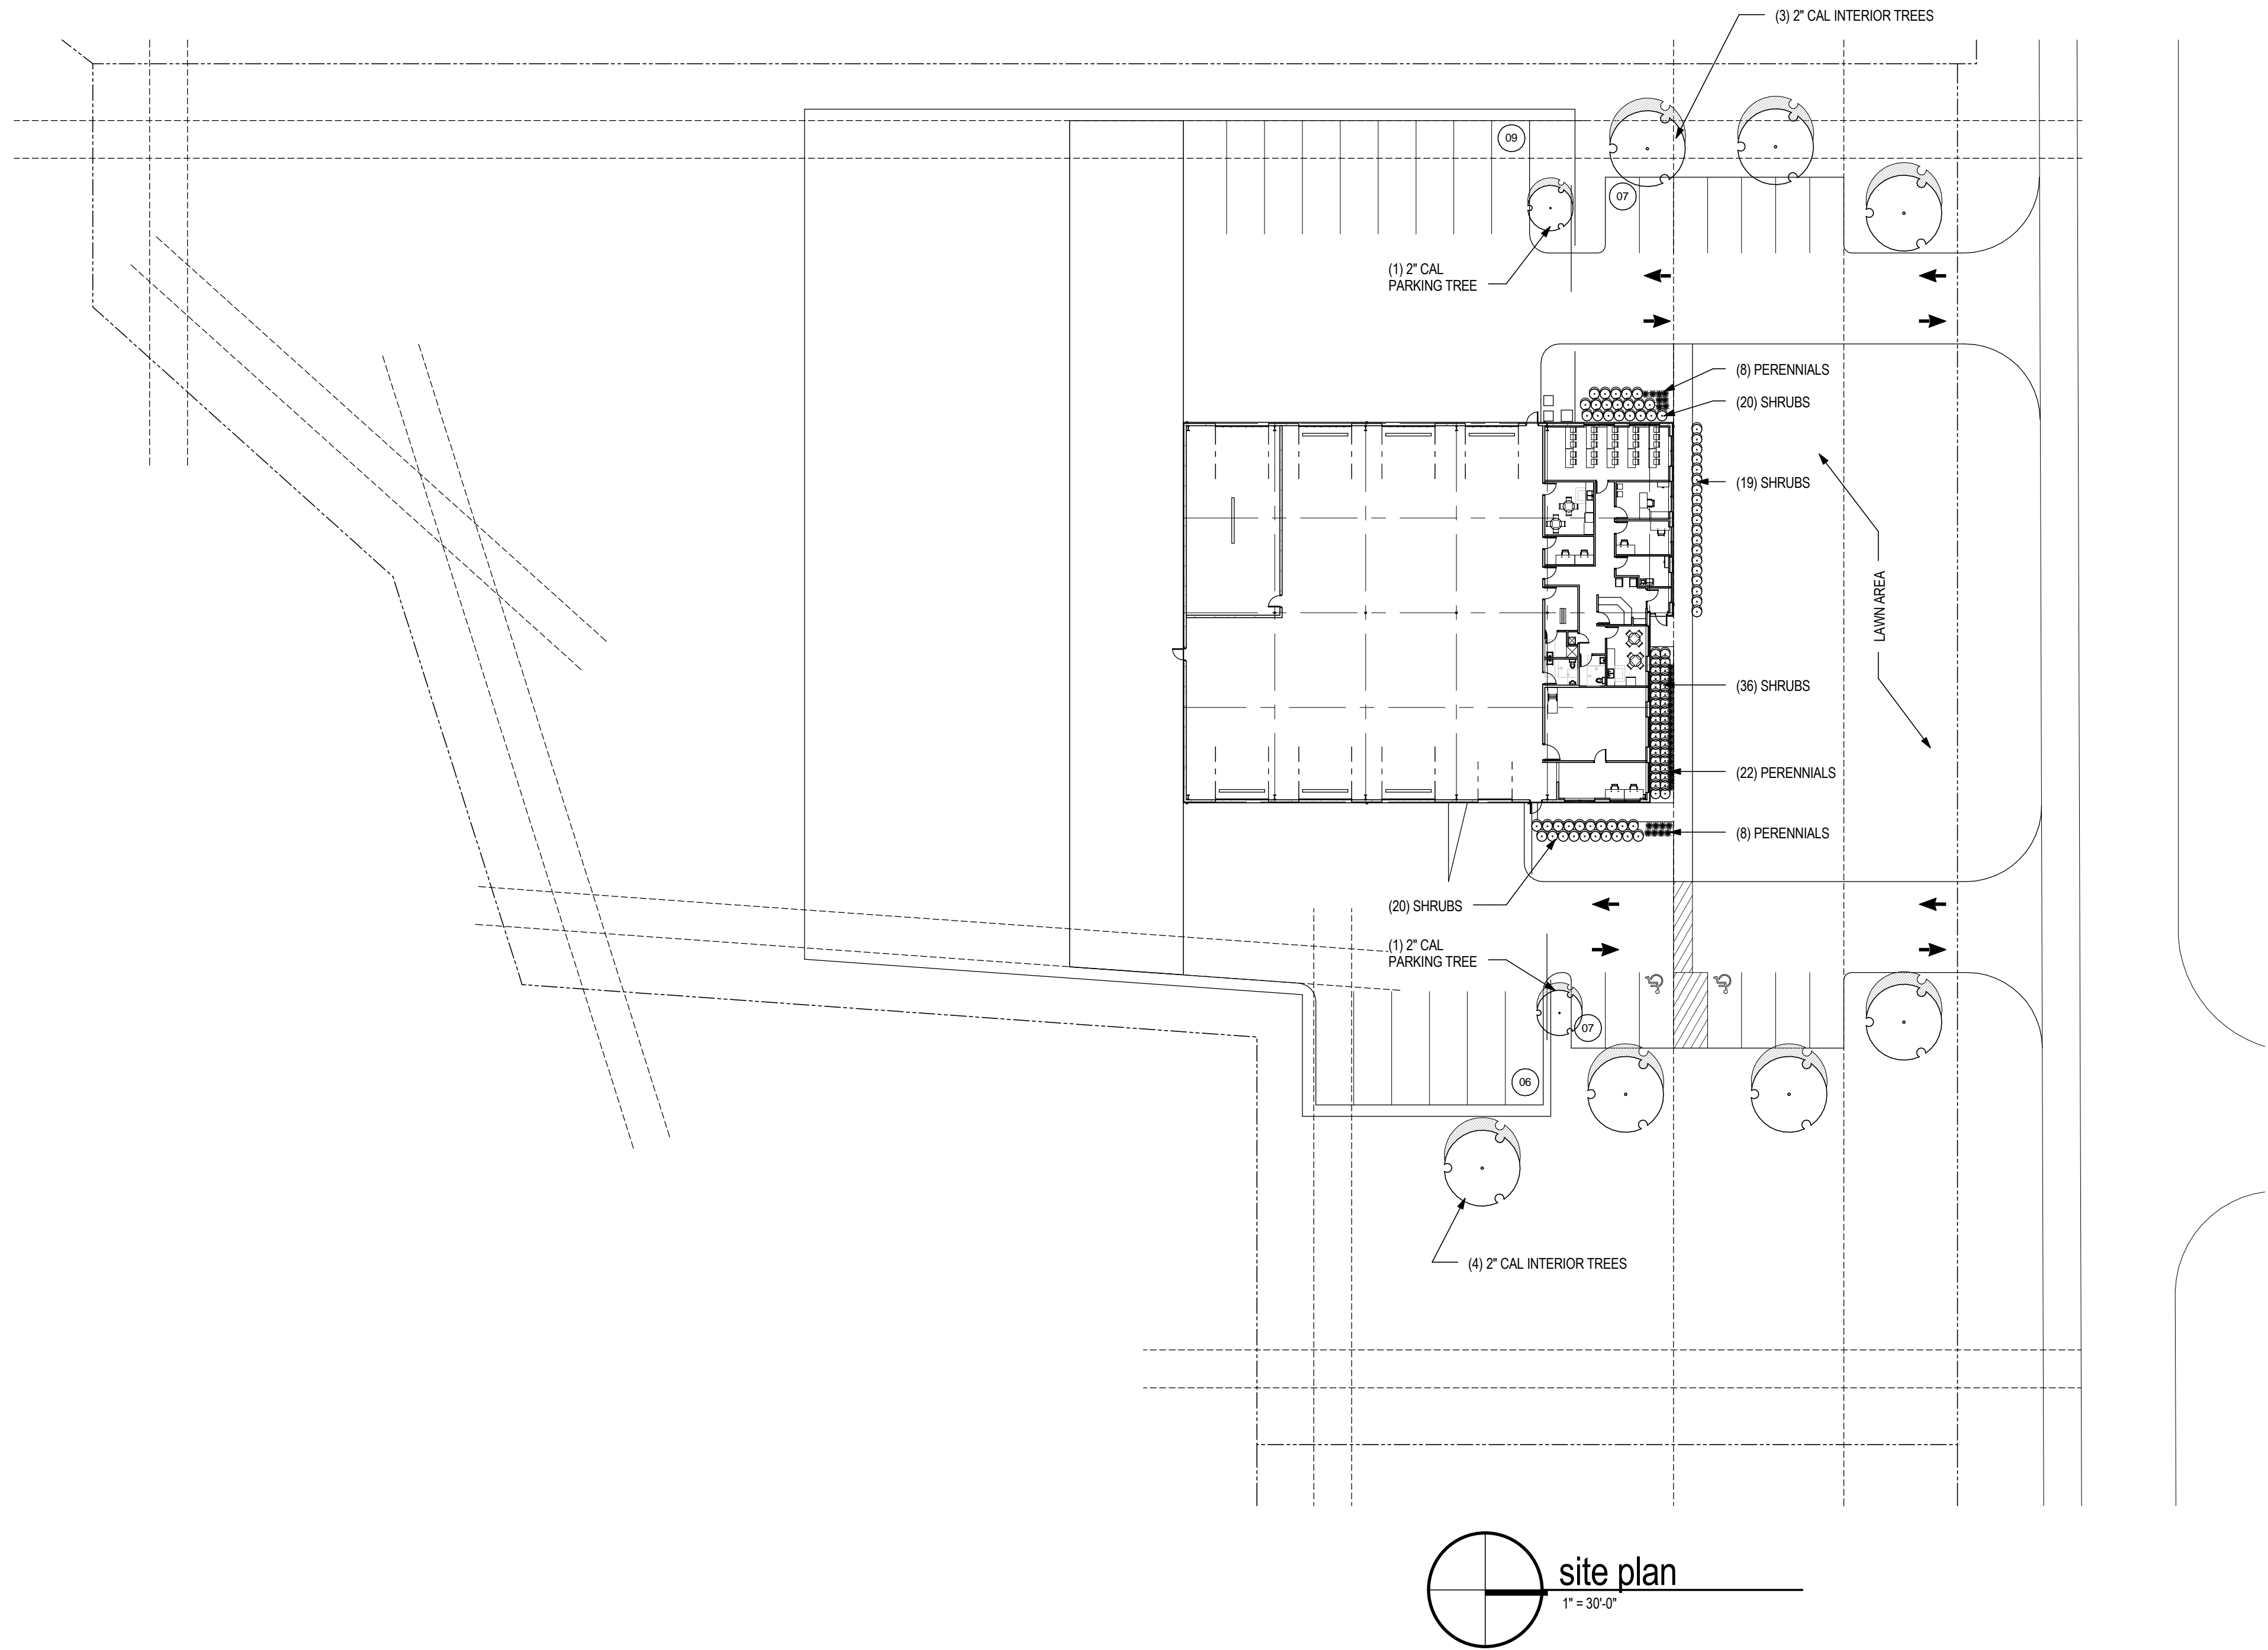 (3) 2" CAL INTERIOR TREES
09
07
(1) 2" CAL
PARKING TREE
(8) PERENNIALS
(20) SHRUBS
(19) SHRUBS
LAWN AREA
(36) SHRUBS
(22) PERENNIALS
(8) PERENNIALS
(20) SHRUBS
(1) 2" CAL
PARKING TREE
07
06
(4) 2" CAL INTERIOR TREES
site plan
1" = 30'-0"